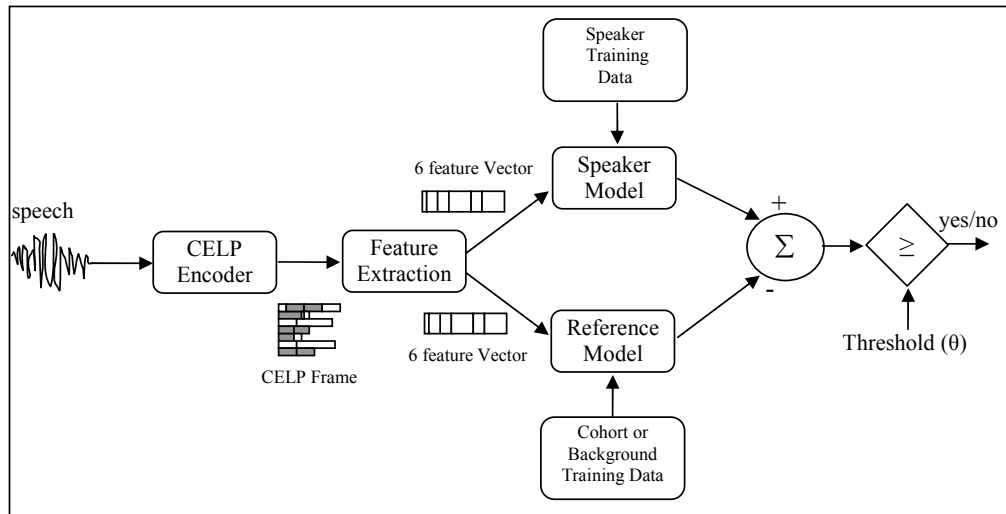 Speaker
Training
Data
6 feature Vector
Speaker
Model
speech
CELP
Encoder
Feature
Extraction
+
Σ
-
≥
yes/no
Threshold (θ)
CELP Frame
6 feature Vector
Reference
Model
Cohort or
Background
Training Data